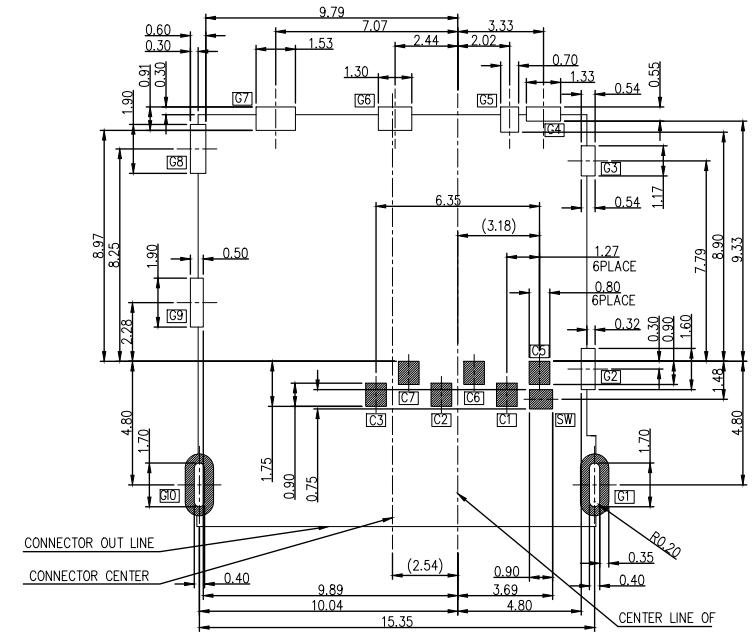 9.79
7.07
3.33
0.60
0.30
2.44
2.02
1.53
0.70
1.30
1.33
0.55
0.54
0.91
0.30
1.90
G7
G6
G5
G4
G8
G3
6.35
0.54
1.17
(3.18)
8.97
8.25
1.27
6PLACE
7.79
8.90
9.33
1.90
0.50
0.80
6PLACE
G9
2.28
0.32
0.30
0.90
1.60
C5
G2
C7
C6
1.48
C3
C2
C1
SW
4.80
1.70
1.75
0.90
0.75
1.70
4.80
G10
G1
R0.20
CONNECTOR OUT LINE
CONNECTOR CENTER
(2.54)
0.90
0.35
0.40
0.40
9.89
3.69
10.04
4.80
15.35
CENTER LINE OF